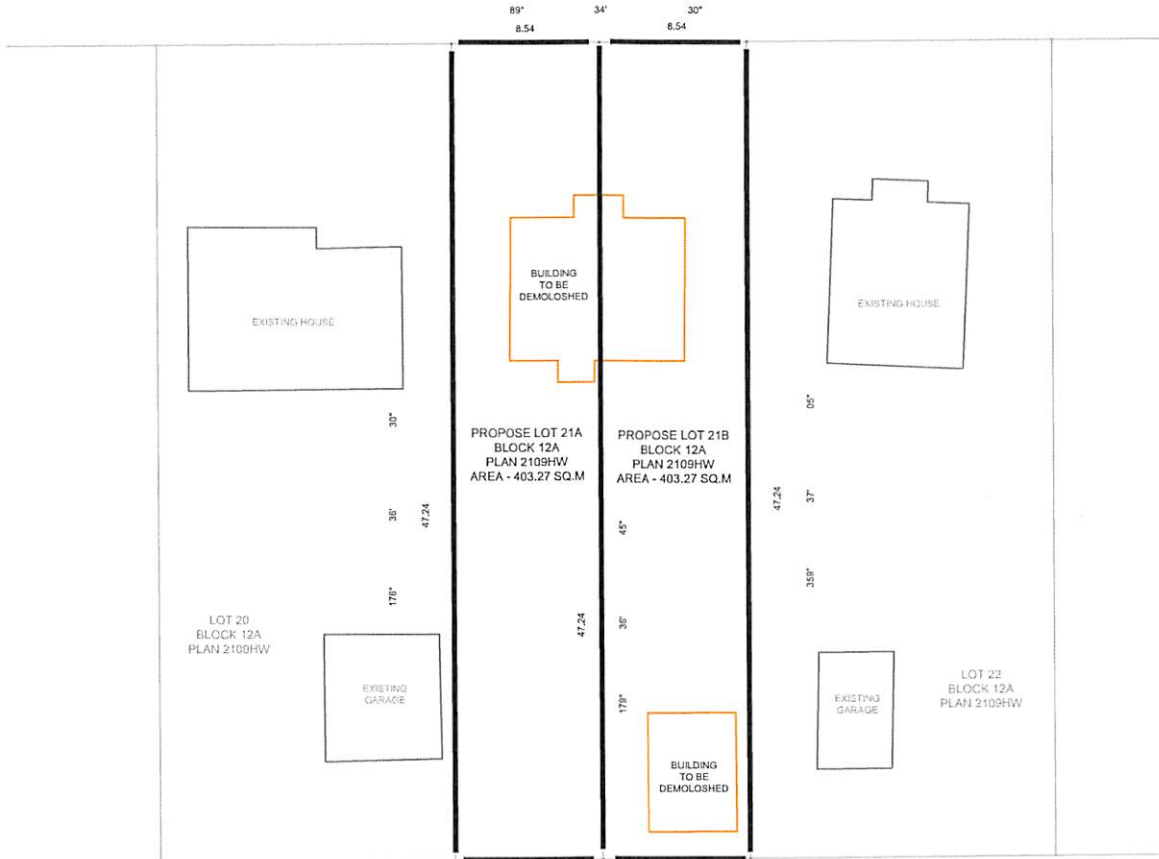 89° 34' 30"
8.54 8.54
BUILDING
TO BE
DEMOLOSHED
EXISTING HOUSE
EXISTING HOUSE
30"
36'
176°
47.24
PROPOSE LOT 21A
BLOCK 12A
PLAN 2109HW
AREA - 403.27 SQ.M
PROPOSE LOT 21B
BLOCK 12A
PLAN 2109HW
AREA - 403.27 SQ.M
05"
37'
359°
47.24
45"
36'
179°
47.24
LOT 20
BLOCK 12A
PLAN 2109HW
EXISTING
GARAGE
BUILDING
TO BE
DEMOLOSHED
EXISTING
GARAGE
LOT 22
BLOCK 12A
PLAN 2109HW